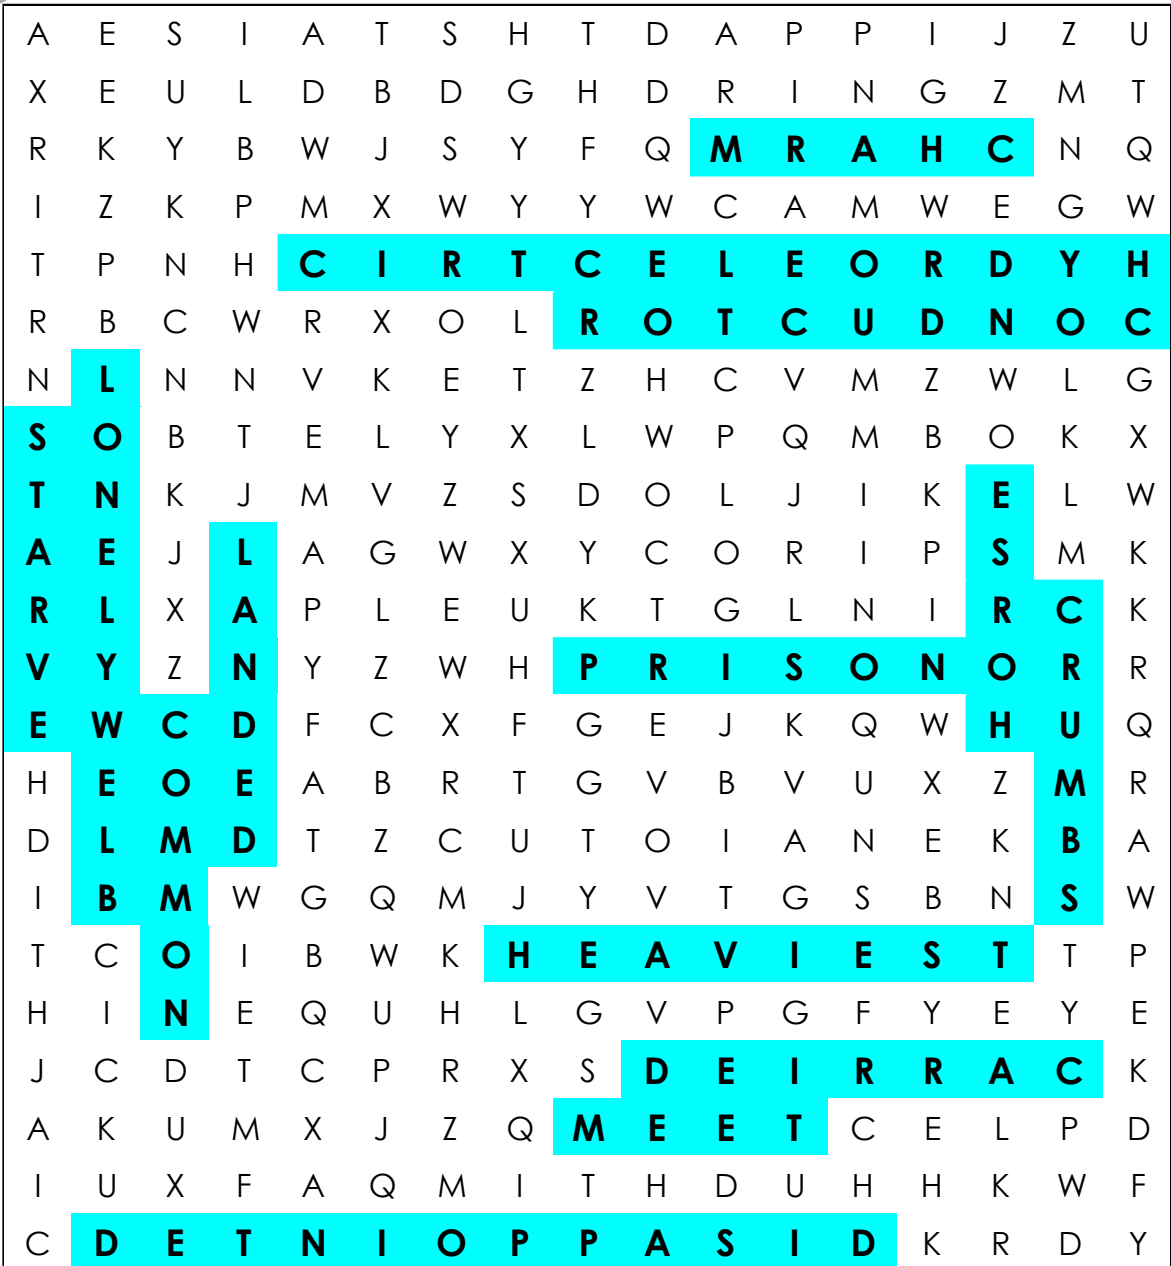 A E S I A T S H T D A P P I J Z U
X E U L D B D G H D R I N G Z M T
R K Y B W J S Y F Q M R A H C N Q
I Z K P M X W Y Y W C A M W E G W
T P N H C I R T C E L E O R D Y H
R B C W R X O L R O T C U D N O C
N L N N V K E T Z H C V M Z W L G
S O B T E L Y X L W P Q M B O K X
T N K J M V Z S D O L J I K E L W
A E J L A G W X Y C O R I P S M K
R L X A P L E U K T G L N I R C K
V Y Z N Y Z W H P R I S O N O R R
E W C D F C X F G E J K Q W H U Q
H E O E A B R T G V B V U X Z M R
D L M D T Z C U T O I A N E K B A
I B M W G Q M J Y V T G S B N S W
T C O I B W K H E A V I E S T T P
H I N E Q U H L G V P G F Y E Y E
J C D T C P R X S D E I R R A C K
A K U M X J Z Q M E E T C E L P D
I U X F A Q M I T H D U H H K W F
C D E T N I O P P A S I D K R D Y